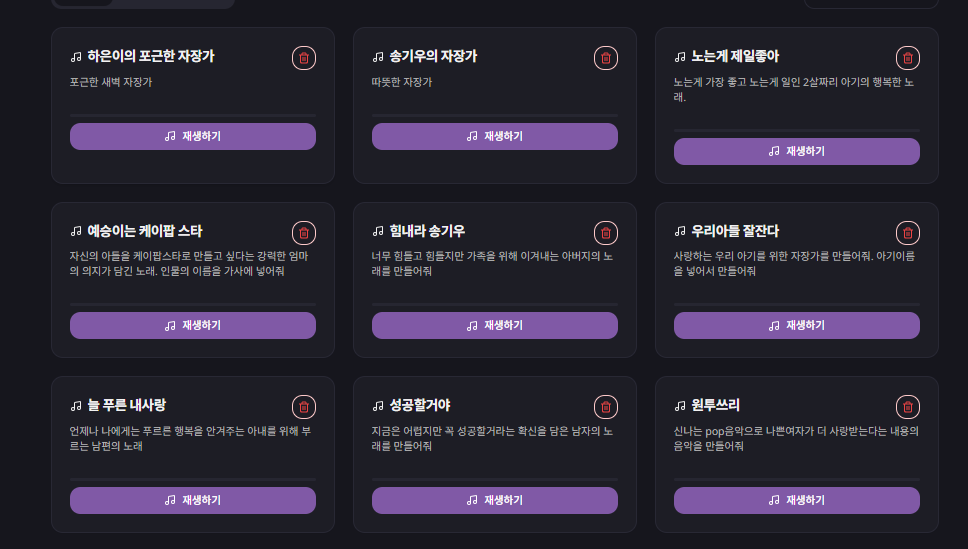 하은이의 포근한 자장가
포근한 새벽 자장가
재생하기
송기우의 자장가
따뜻한 자장가
재생하기
노는게 제일좋아
노는게 가장 좋고 노는게 일인 2살짜리 아기의 행복한 노
래.
재생하기
예승이는 케이팝 스타
자신의 아들을 케이팝스타로 만들고 싶다는 강력한 엄마
의 의지가 담긴 노래. 인물의 이름을 가사에 넣어줘
재생하기
힘내라 송기우
너무 힘들고 힘들지만 가족을 위해 이겨내는 아버지의 노
래를 만들어줘
재생하기
우리아들 잘잔다
사랑하는 우리 아기를 위한 자장가를 만들어줘. 아기이름
을 넣어서 만들어줘
재생하기
늘 푸른 내사랑
언제나 나에게는 푸르른 행복을 안겨주는 아내를 위해 부
르는 남편의 노래
재생하기
성공할거야
지금은 어렵지만 꼭 성공할거라는 확신을 담은 남자의 노
래를 만들어줘
재생하기
원투쓰리
신나는 pop음악으로 나쁜여자가 더 사랑받는다는 내용의
음악을 만들어줘
재생하기